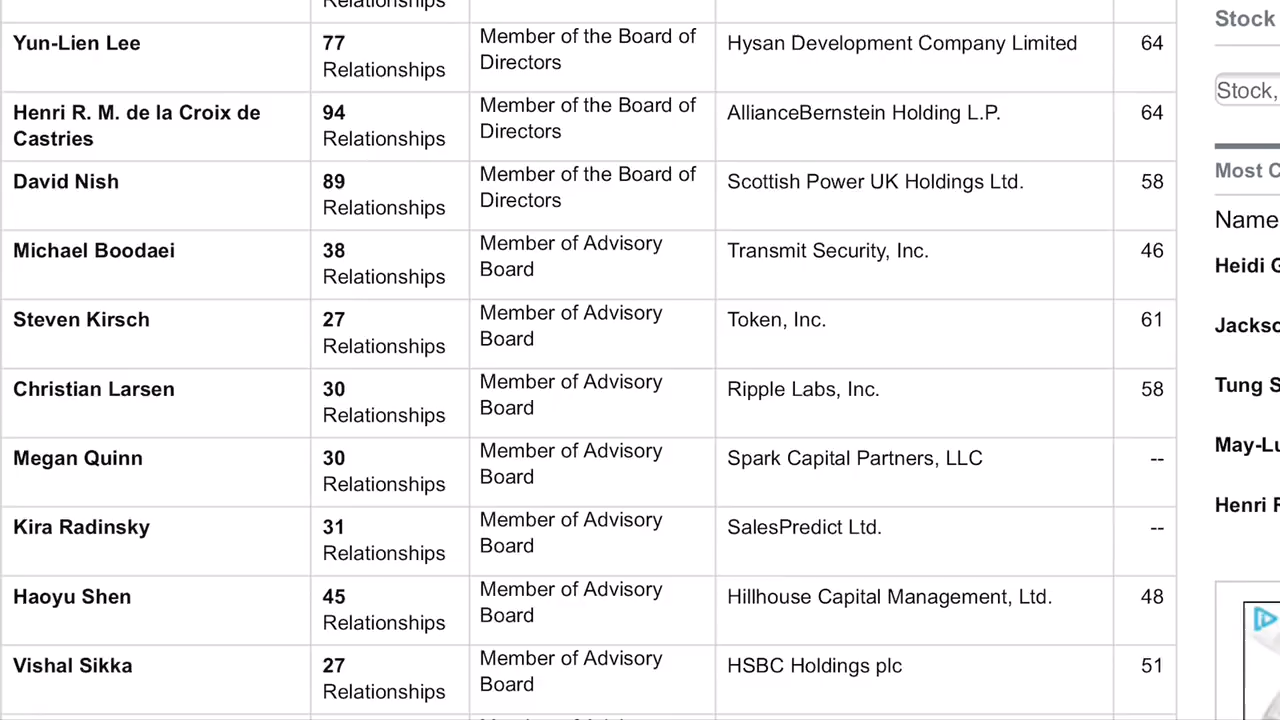 Relationships
Yun-Lien Lee
77
Relationships
Member of the Board of
Directors
Hysan Development Company Limited
64
Henri R. M. de la Croix de
Castries
94
Relationships
Member of the Board of
Directors
AllianceBernstein Holding L.P.
64
David Nish
89
Relationships
Member of the Board of
Directors
Scottish Power UK Holdings Ltd.
58
Michael Boodaei
38
Relationships
Member of Advisory
Board
Transmit Security, Inc.
46
Steven Kirsch
27
Relationships
Member of Advisory
Board
Token, Inc.
61
Christian Larsen
30
Relationships
Member of Advisory
Board
Ripple Labs, Inc.
58
Megan Quinn
30
Relationships
Member of Advisory
Board
Spark Capital Partners, LLC
--
Kira Radinsky
31
Relationships
Member of Advisory
Board
SalesPredict Ltd.
--
Haoyu Shen
45
Relationships
Member of Advisory
Board
Hillhouse Capital Management, Ltd.
48
Vishal Sikka
27
Relationships
Member of Advisory
Board
HSBC Holdings plc
51
Stock
Stock,
Most C
Name
Heidi G
Jackso
Tung S
May-Lu
Henri R